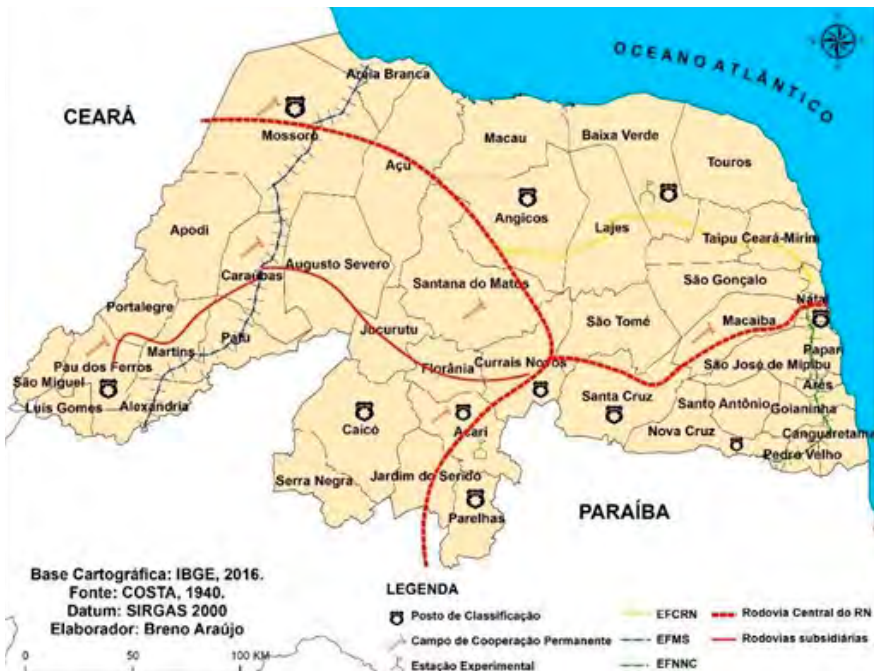 OCEANO ATLÂNTICO
CEARÁ
Areia Branca
Mossoró
Macau
Baixa Verde
Touros
Açu
Angicos
Lajes
Apodi
Taipu Ceará-Mirim
Caraúbas
Augusto Severo
Santana do Matos
São Gonçalo
Portalegre
Natal
São Tomé
Macaiba
Jucurutu
Martins
Patú
Pau dos Ferros
Florânia
Currais Novos
Papari
São José de Mipibu
São Miguel
Arês
Luis Gomes
Alexandria
Santa Cruz
Santo Antônio
Goianinha
Caicó
Acari
Nova Cruz
Canguaretama
Pedro Velho
Serra Negra
Jardim do Seridó
Parelhas
PARAÍBA
Base Cartográfica: IBGE, 2016.
Fonte: COSTA, 1940.
Datum: SIRGAS 2000
Elaborador: Breno Araújo
0 50 100 KM
LEGENDA
Posto de Classificação
Campo de Cooperação Permanente
Estação Experimental
EFCRN
EFMS
EFNNC
Rodovia Central do RN
Rodovias subsidiárias